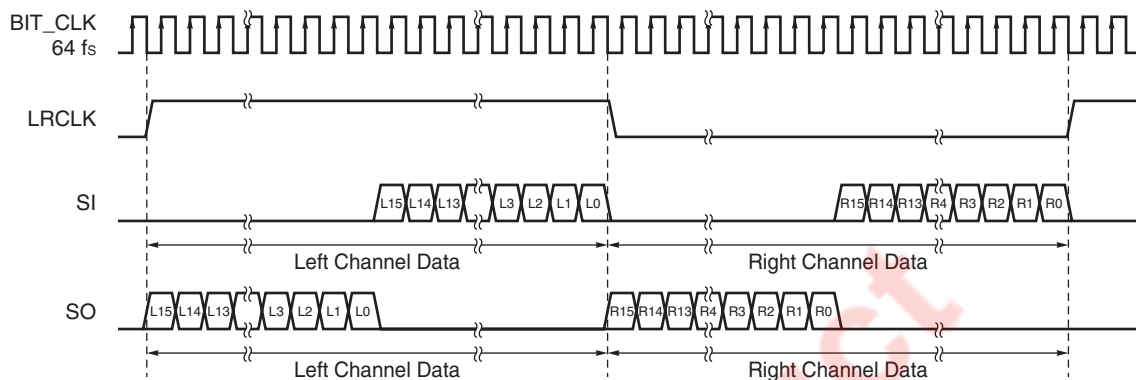 BIT_CLK
64 fS
LRCLK
SI
L15 L14 L13 L3 L2 L1 L0 R15 R14 R13 R4 R3 R2 R1 R0
Left Channel Data Right Channel Data
SO
L15 L14 L13 L3 L2 L1 L0 R15 R14 R13 R4 R3 R2 R1 R0
Left Channel Data Right Channel Data